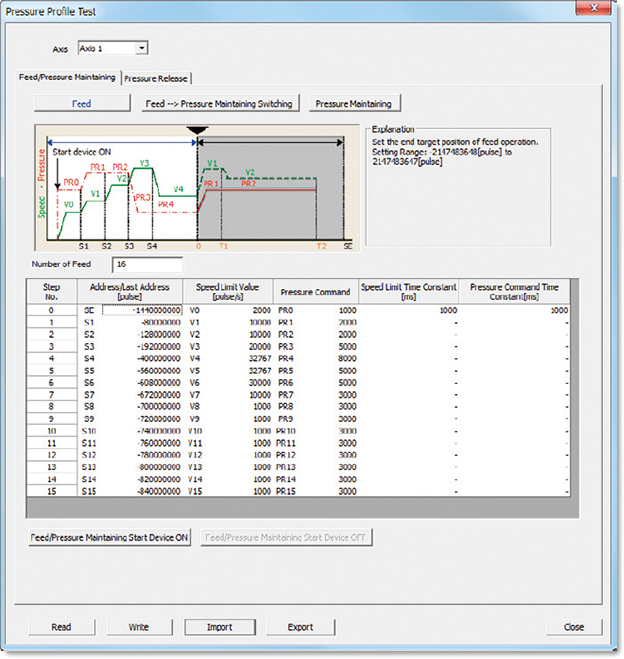 Pressure Profile Test
Axis Axis 1
Feed/Pressure Maintaining Pressure Release
Feed Feed --> Pressure Maintaining Switching Pressure Maintaining
Speed - Pressure
Start device ON
PR0 PR1 PR2 PR3 PR4 PR1 PR2
V0 V1 V2 V3 V4 V1 V2
S1 S2 S3 S4 0 T1 T2 SE
Explanation
Set the end target position of feed operation.
Setting Range: -2147483648[pulse] to
2147483647[pulse]
Number of Feed 16
Step No. Address/Last Address [pulse] Speed Limit Value [pulse/s] Pressure Command Speed Limit Time Constant [ms] Pressure Command Time Constant[ms]
0 SE -1440000000 V0 2000 PR0 1000 1000 1000
1 S1 -80000000 V1 10000 PR1 2000 - -
2 S2 -128000000 V2 10000 PR2 2000 - -
3 S3 -192000000 V3 20000 PR3 5000 - -
4 S4 -400000000 V4 32767 PR4 8000 - -
5 S5 -560000000 V5 32767 PR5 5000 - -
6 S6 -608000000 V6 30000 PR6 5000 - -
7 S7 -672000000 V7 10000 PR7 3000 - -
8 S8 -700000000 V8 1000 PR8 3000 - -
9 S9 -720000000 V9 1000 PR9 3000 - -
10 S10 -740000000 V10 1000 PR10 3000 - -
11 S11 -760000000 V11 1000 PR11 3000 - -
12 S12 -780000000 V12 1000 PR12 3000 - -
13 S13 -800000000 V13 1000 PR13 3000 - -
14 S14 -820000000 V14 1000 PR14 3000 - -
15 S15 -840000000 V15 1000 PR15 3000 - -
Feed/Pressure Maintaining Start Device ON Feed/Pressure Maintaining Start Device OFF
Read Write Import Export Close